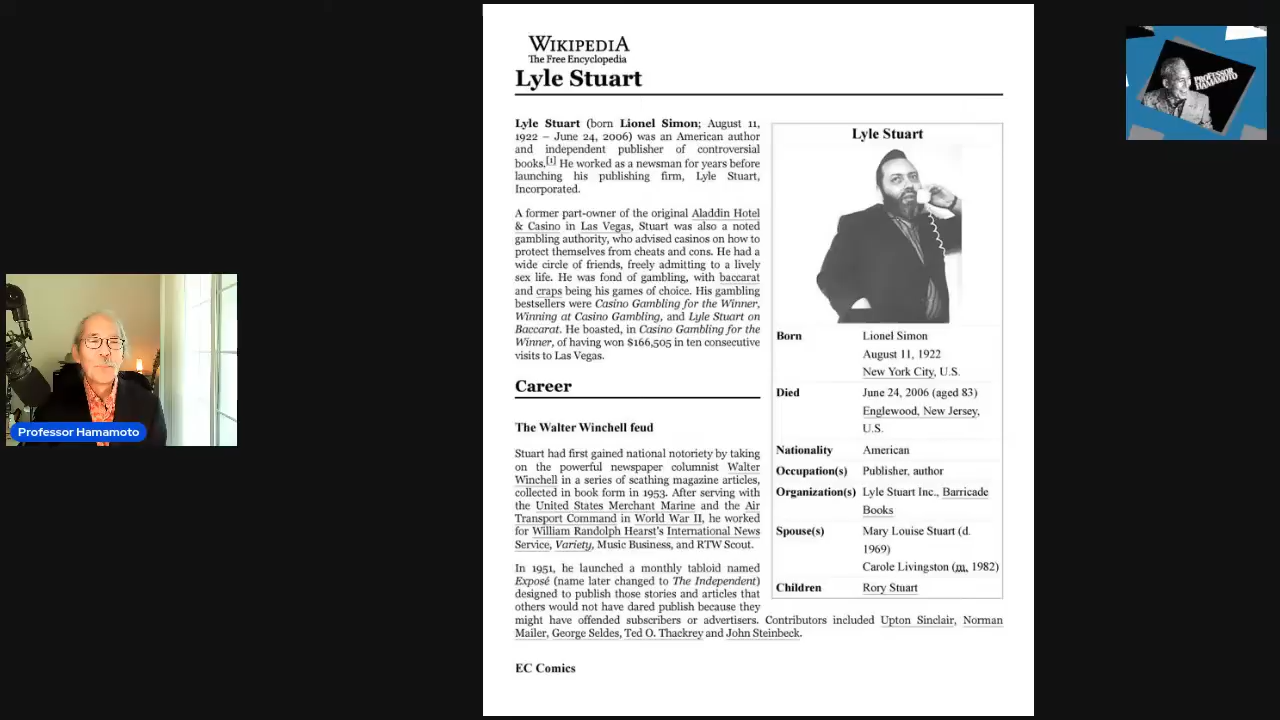 WIKIPEDIA
The Free Encyclopedia
Lyle Stuart
Lyle Stuart (born Lionel Simon; August 11,
1922 – June 24, 2006) was an American author
and independent publisher of controversial
books.[1] He worked as a newsman for years before
launching his publishing firm, Lyle Stuart,
Incorporated.
A former part-owner of the original Aladdin Hotel
& Casino in Las Vegas, Stuart was also a noted
gambling authority, who advised casinos on how to
protect themselves from cheats and cons. He had a
wide circle of friends, freely admitting to a lively
sex life. He was fond of gambling, with baccarat
and craps being his games of choice. His gambling
bestsellers were Casino Gambling for the Winner,
Winning at Casino Gambling, and Lyle Stuart on
Baccarat. He boasted, in Casino Gambling for the
Winner, of having won $166,505 in ten consecutive
visits to Las Vegas.
Career
The Walter Winchell feud
Stuart had first gained national notoriety by taking
on the powerful newspaper columnist Walter
Winchell in a series of scathing magazine articles,
collected in book form in 1953. After serving with
the United States Merchant Marine and the Air
Transport Command in World War II, he worked
for William Randolph Hearst's International News
Service, Variety, Music Business, and RTW Scout.
In 1951, he launched a monthly tabloid named
Exposé (name later changed to The Independent)
designed to publish those stories and articles that
others would not have dared publish because they
might have offended subscribers or advertisers. Contributors included Upton Sinclair, Norman
Mailer, George Seldes, Ted O. Thackrey and John Steinbeck.
EC Comics
Lyle Stuart
Born Lionel Simon
August 11, 1922
New York City, U.S.
Died June 24, 2006 (aged 83)
Englewood, New Jersey,
U.S.
Nationality American
Occupation(s) Publisher, author
Organization(s) Lyle Stuart Inc., Barricade
Books
Spouse(s) Mary Louise Stuart (d.
1969)
Carole Livingston (m. 1982)
Children Rory Stuart
Professor Hamamoto
PROFESSOR
HAMAMOTO